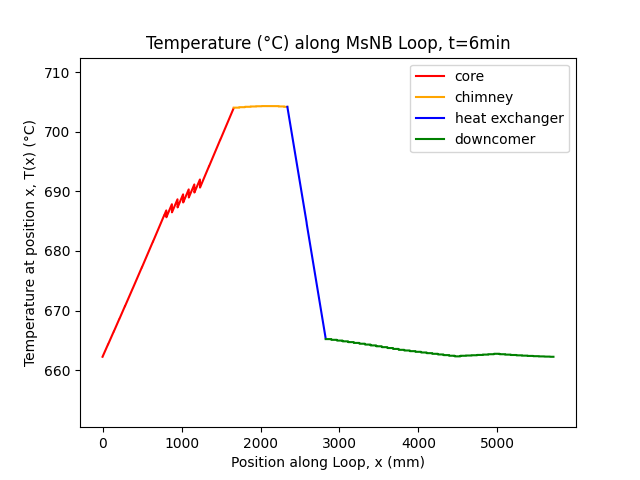 Temperature (°C) along MsNB Loop, t=6min
710
700
690
680
670
660
Temperature at position x, T(x) (°C)
core
chimney
heat exchanger
downcomer
0
1000
2000
3000
4000
5000
Position along Loop, x (mm)